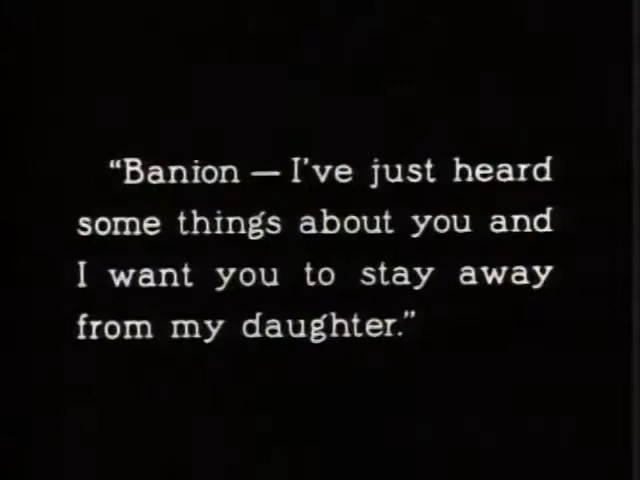 “Banion — I've just heard
some things about you and
I want you to stay away
from my daughter.”